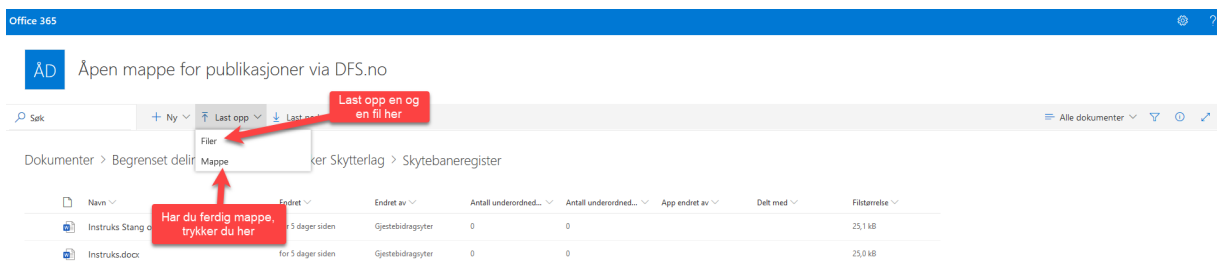 Office 365
?
ÅD
Åpen mappe for publikasjoner via DFS.no
Last opp en og
en fil her
Søk
Ny
Last opp
Last ned
Alle dokumenter
Filer
Mappe
Dokumenter > Begrenset delin ker Skytterlag > Skytebaneregister
Navn
Endret
Endret av
Antall underordned...
Antall underordned...
App endret av
Delt med
Filstørrelse
Har du ferdig mappe,
trykker du her
Instruks Stang o r 5 dager siden Gjestebidragsyter 0 0 25,1 kB
Instruks.docx for 5 dager siden Gjestebidragsyter 0 0 25,0 kB